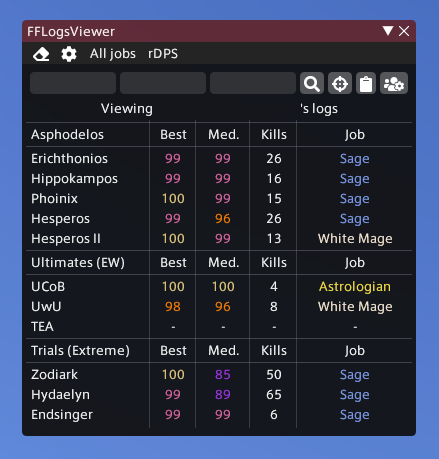 FFLogsViewer
All jobs rDPS
Viewing 's logs
Asphodelos Best Med. Kills Job
Erichthonios 99 99 26 Sage
Hippokampos 99 99 16 Sage
Phoinix 100 99 15 Sage
Hesperos 99 96 26 Sage
Hesperos II 100 99 13 White Mage
Ultimates (EW) Best Med. Kills Job
UCoB 100 100 4 Astrologian
UwU 98 96 8 White Mage
TEA - - - -
Trials (Extreme) Best Med. Kills Job
Zodiark 100 85 50 Sage
Hydaelyn 99 89 65 Sage
Endsinger 99 99 6 Sage